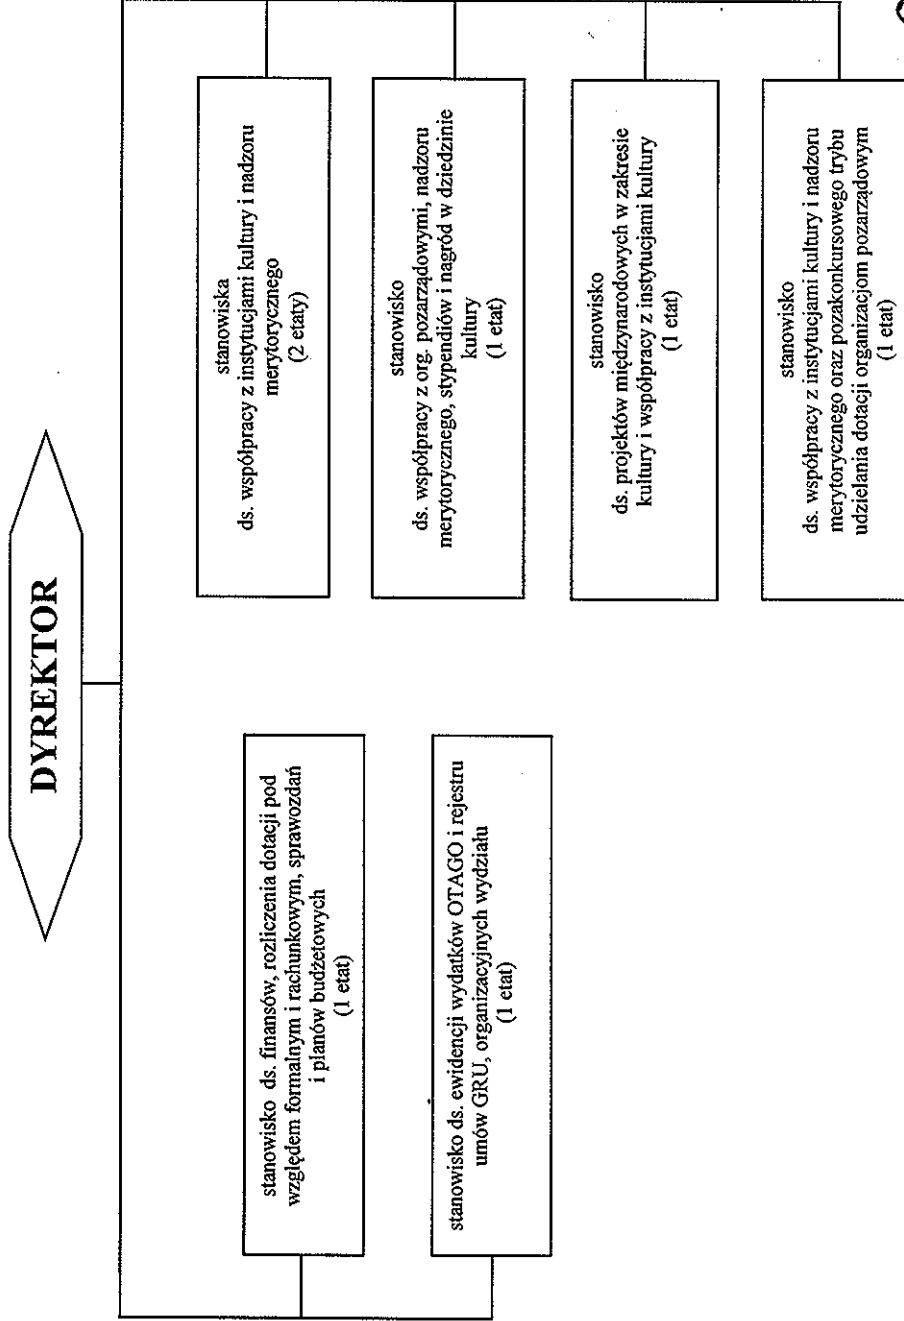 DYREKTOR
stanowisko ds. finansów, rozliczenia dotacji pod
względem formalnym i rachunkowym, sprawozdań
i planów budżetowych
(1 etat)
stanowisko ds. ewidencji wydatków OTAGO i rejestru
umów GRU, organizacyjnych wydziału
(1 etat)
stanowiska
ds. współpracy z instytucjami kultury i nadzoru
merytorycznego
(2 etaty)
stanowisko
ds. współpracy z org. pozarządowymi, nadzoru
merytorycznego, stypendiów i nagród w dziedzinie
kultury
(1 etat)
stanowisko
ds. projektów międzynarodowych w zakresie
kultury i współpracy z instytucjami kultury
(1 etat)
stanowisko
ds. współpracy z instytucjami kultury i nadzoru
merytorycznego oraz pozakonkursowego trybu
udzielania dotacji organizacjom pozarządowym
(1 etat)